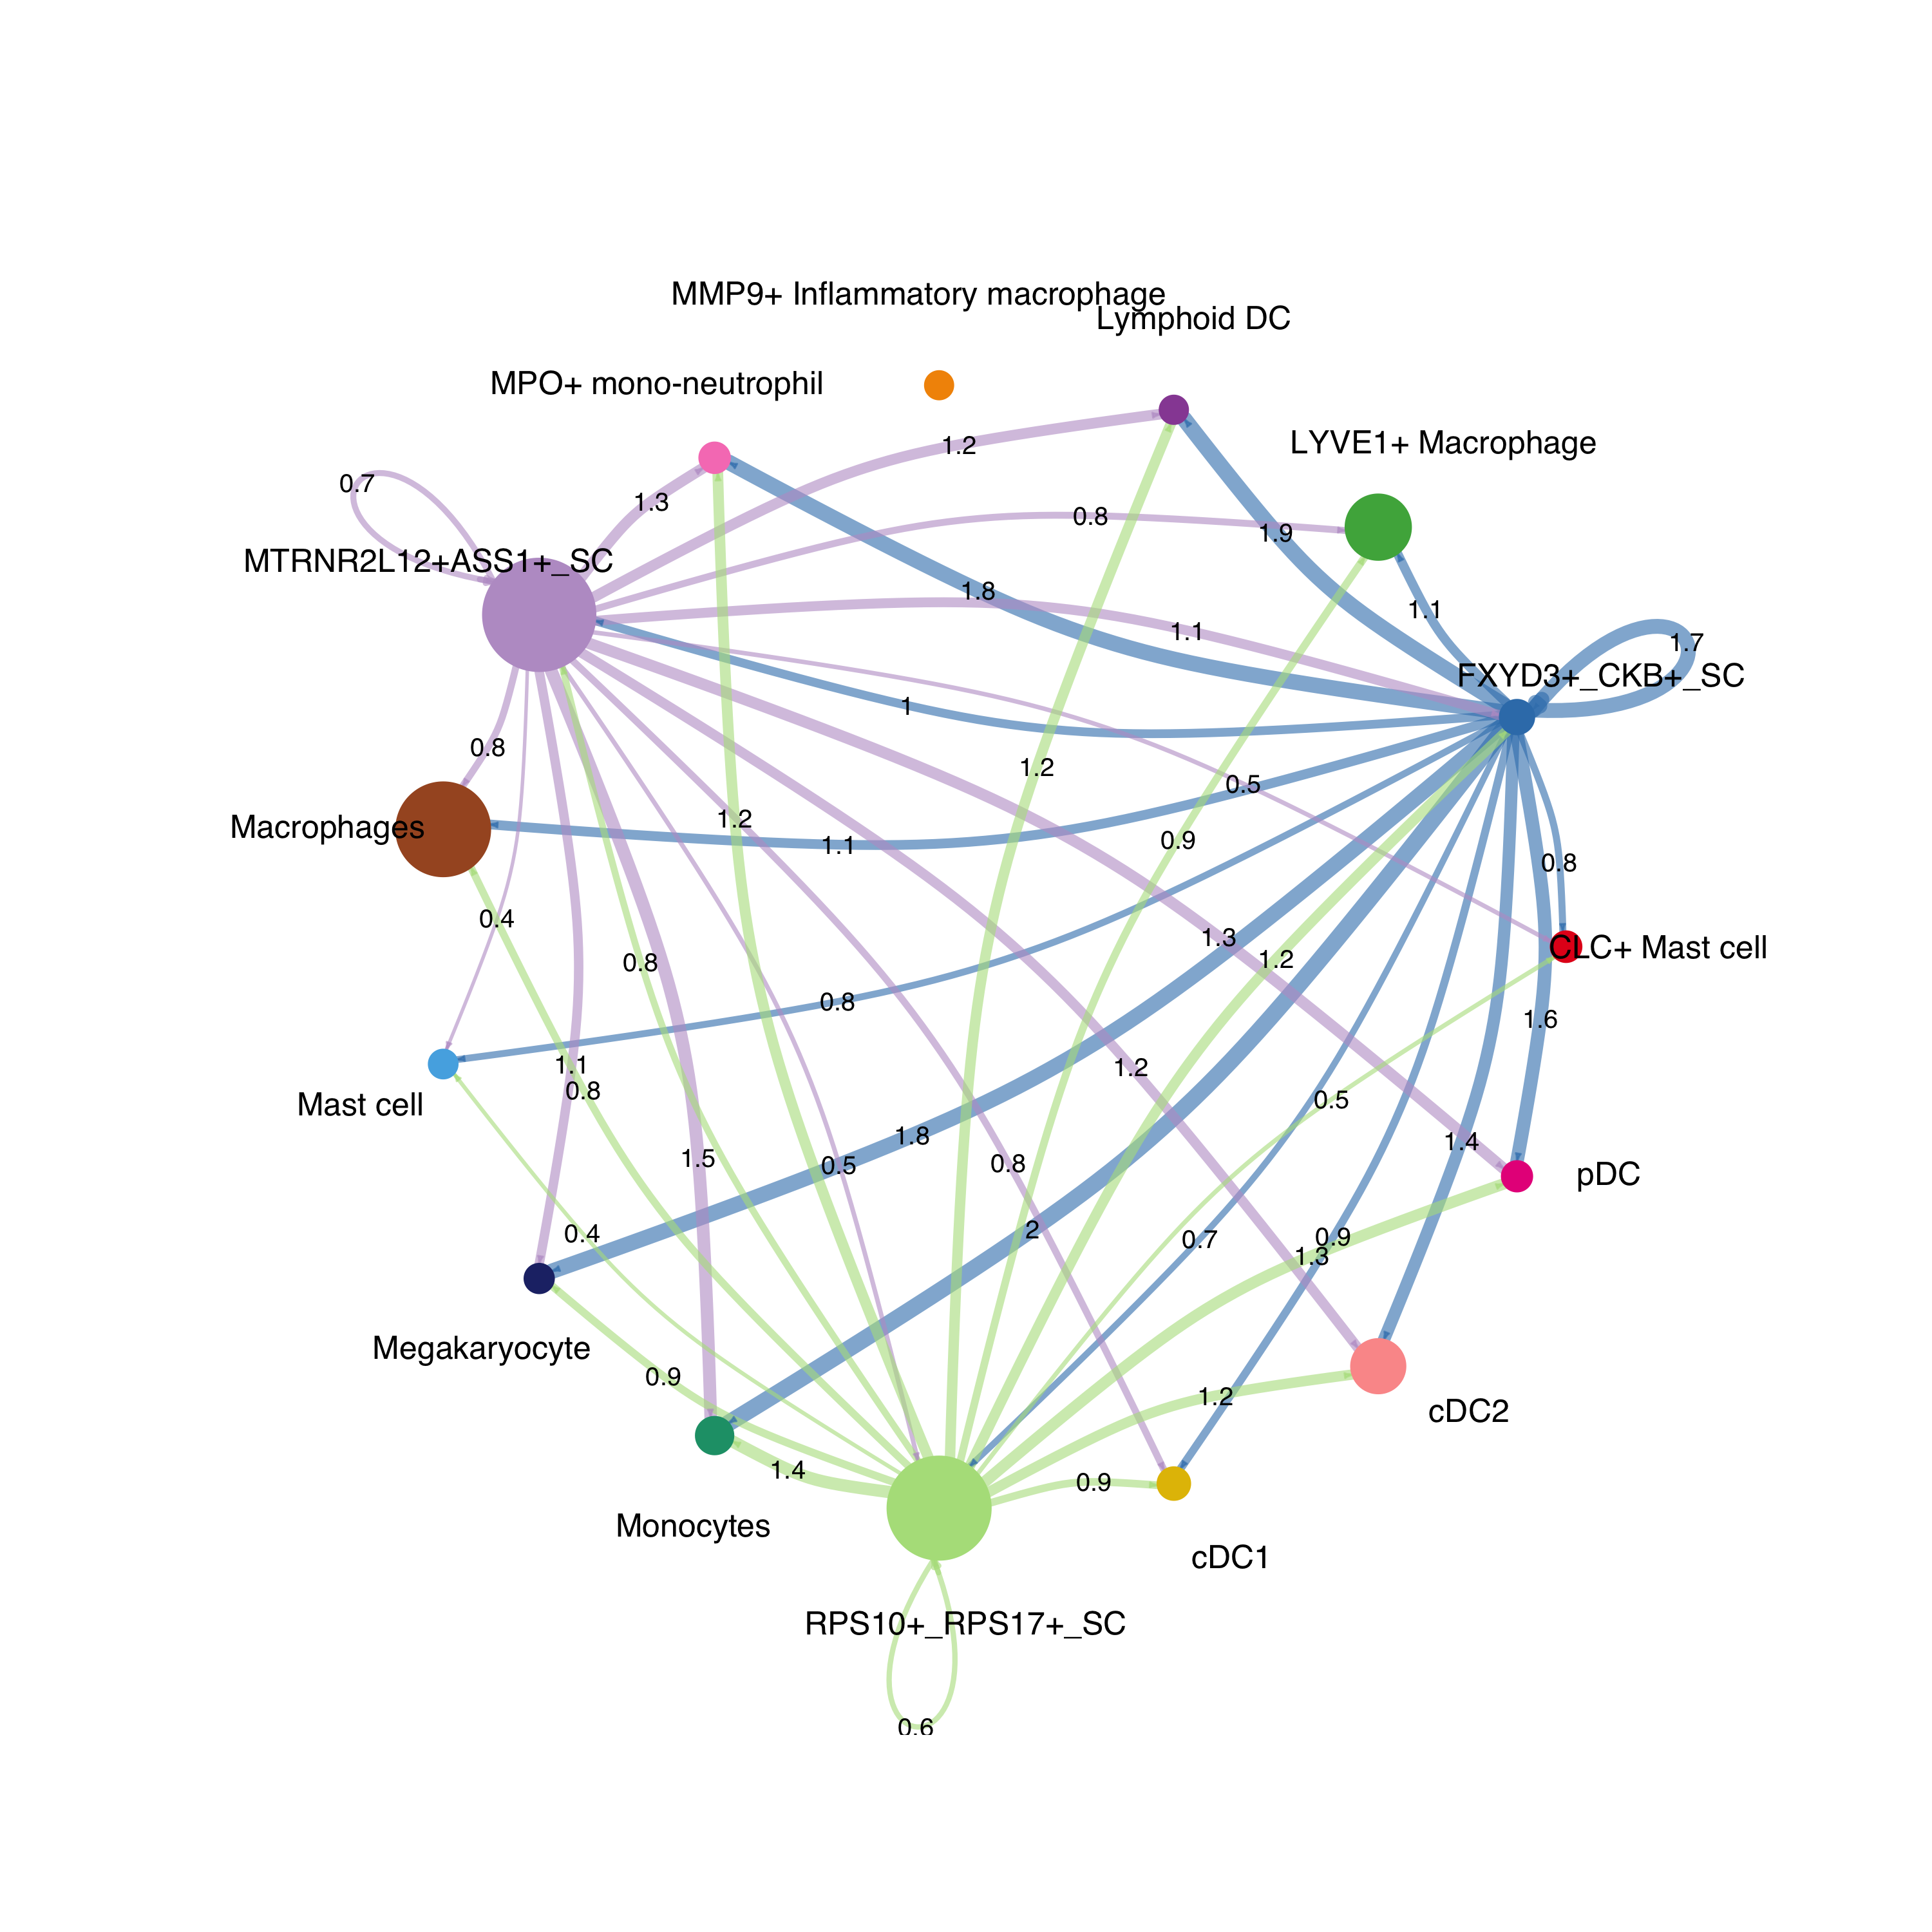 MMP9+ Inflammatory macrophage
Lymphoid DC
MPO+ mono-neutrophil
LYVE1+ Macrophage
1.2
0.7
1.3
0.8
1.9
MTRNR2L12+ASS1+_SC
1.8
1.1
1.1
1.7
FXYD3+_CKB+_SC
1
0.8
1.2
0.5
Macrophages
1.2
1.1
0.9
0.8
0.4
1.3
CLC+ Mast cell
0.8
1.2
0.8
1.6
1.1
1.2
0.8
0.5
Mast cell
1.8
1.4
1.5
0.5
0.8
pDC
0.4
2
0.7
0.9
1.3
Megakaryocyte
0.9
1.2
cDC2
1.4
0.9
Monocytes
cDC1
RPS10+_RPS17+_SC
0.6